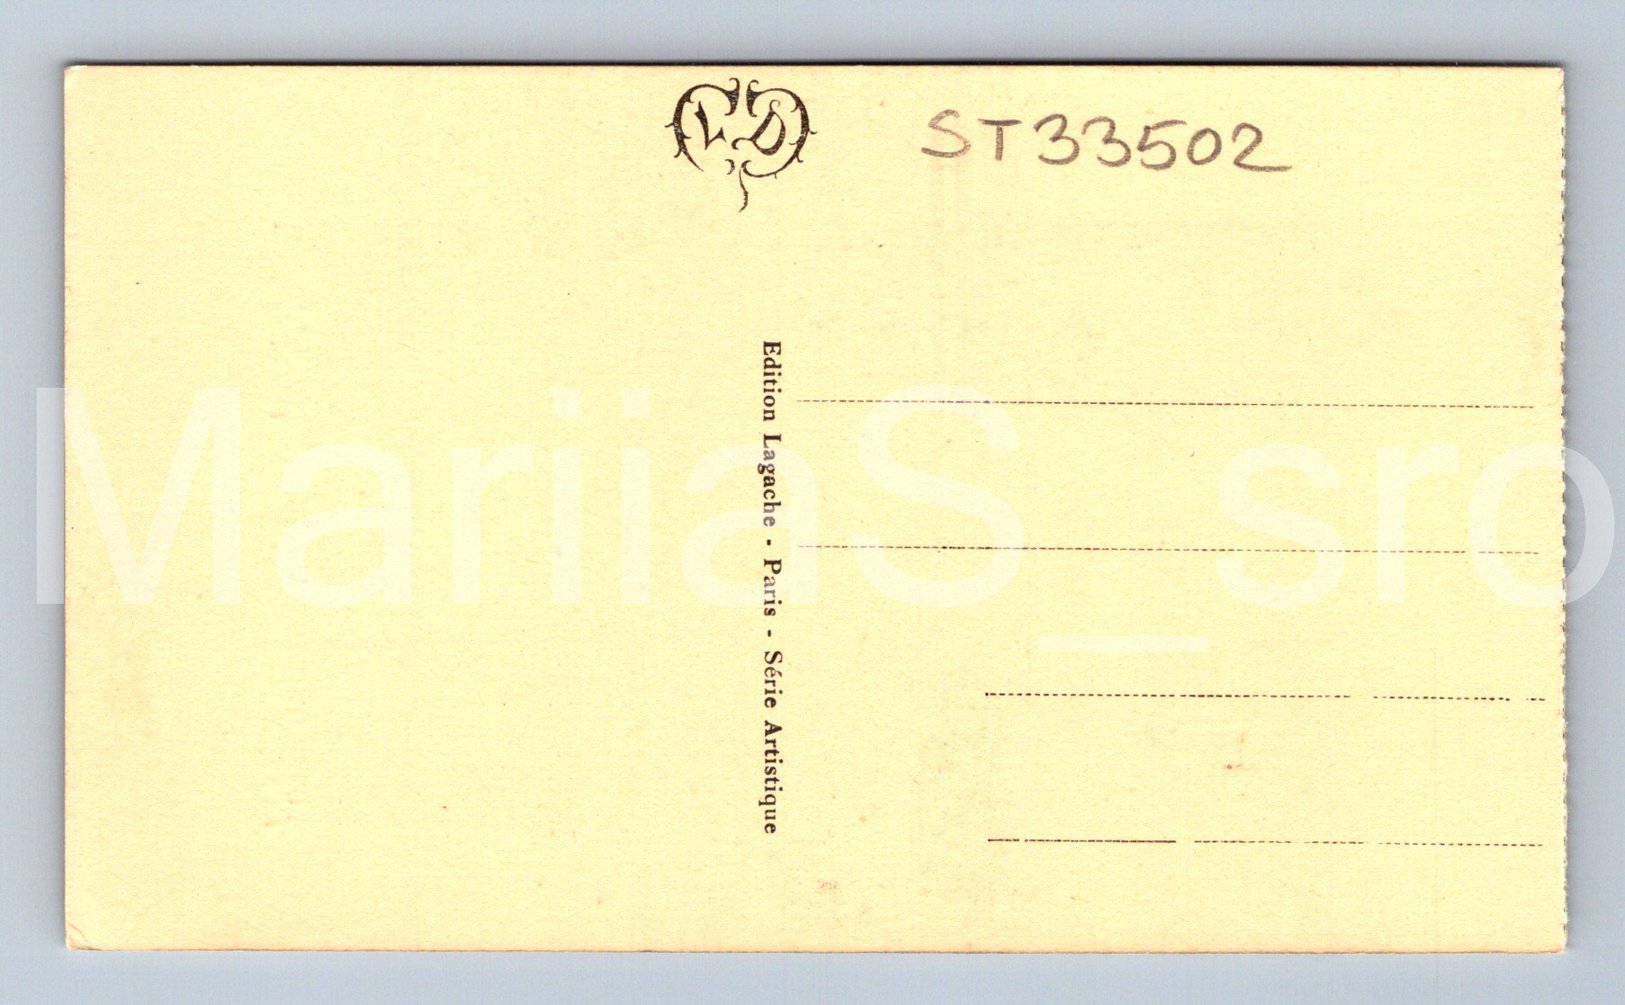 LD
ST33502
Edition Lagache - Paris - Série Artistique
MariiaS_sro